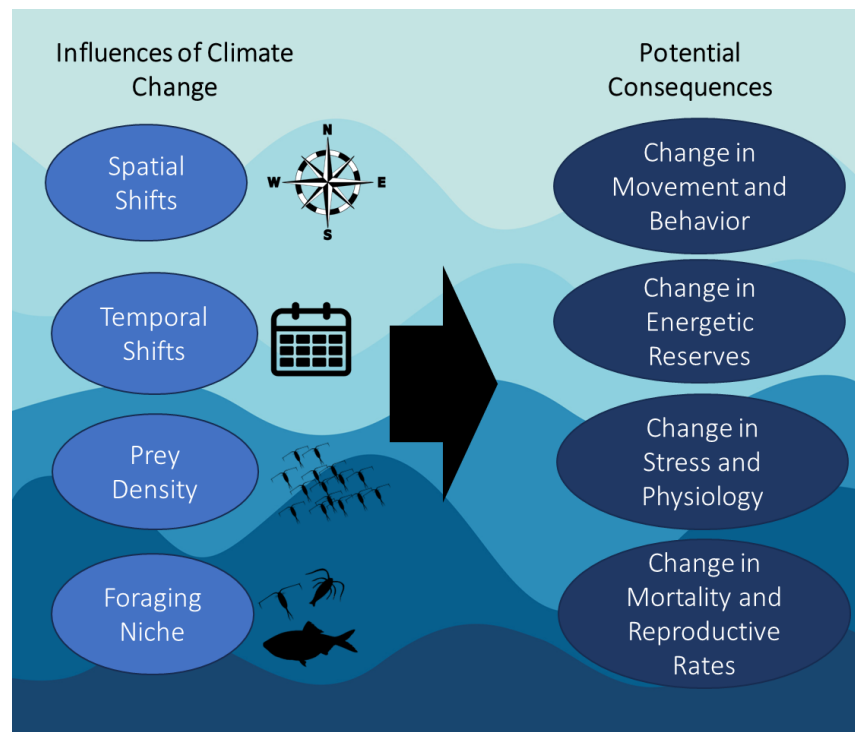 Influences of Climate
Change
Potential
Consequences
Spatial
Shifts
N
W
E
S
Change in
Movement and
Behavior
Temporal
Shifts
Change in
Energetic
Reserves
Prey
Density
Change in
Stress and
Physiology
Foraging
Niche
Change in
Mortality and
Reproductive
Rates